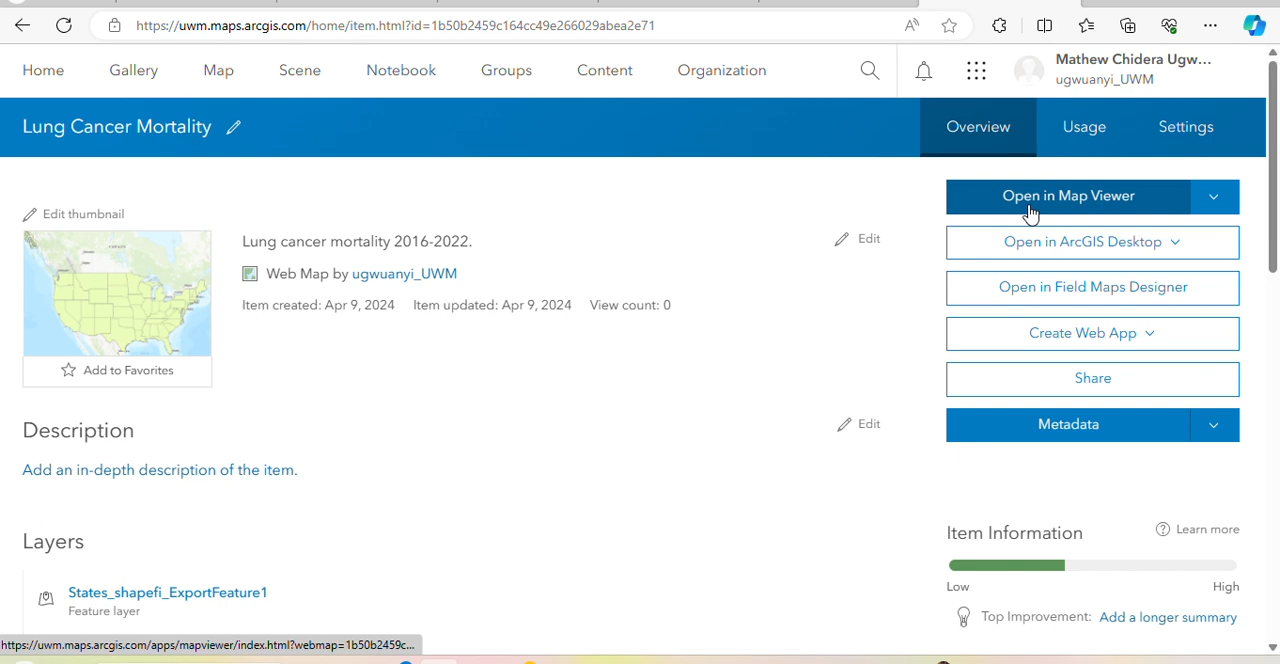 https://uwm.maps.arcgis.com/home/item.html?id=1b50b2459c164cc49e266029abea2e71
Home Gallery Map Scene Notebook Groups Content Organization
Mathew Chidera Ugw...
ugwuanyi_UWM
Lung Cancer Mortality
Overview Usage Settings
Edit thumbnail
Lung cancer mortality 2016-2022.
Edit
Web Map by ugwuanyi_UWM
Item created: Apr 9, 2024 Item updated: Apr 9, 2024 View count: 0
Add to Favorites
Open in Map Viewer
Open in ArcGIS Desktop
Open in Field Maps Designer
Create Web App
Share
Metadata
Description
Edit
Add an in-depth description of the item.
Layers
States_shapefi_ExportFeature1
Feature layer
Item Information
Learn more
Low High
Top Improvement: Add a longer summary
https://uwm.maps.arcgis.com/apps/mapviewer/index.html?webmap=1b50b2459c...